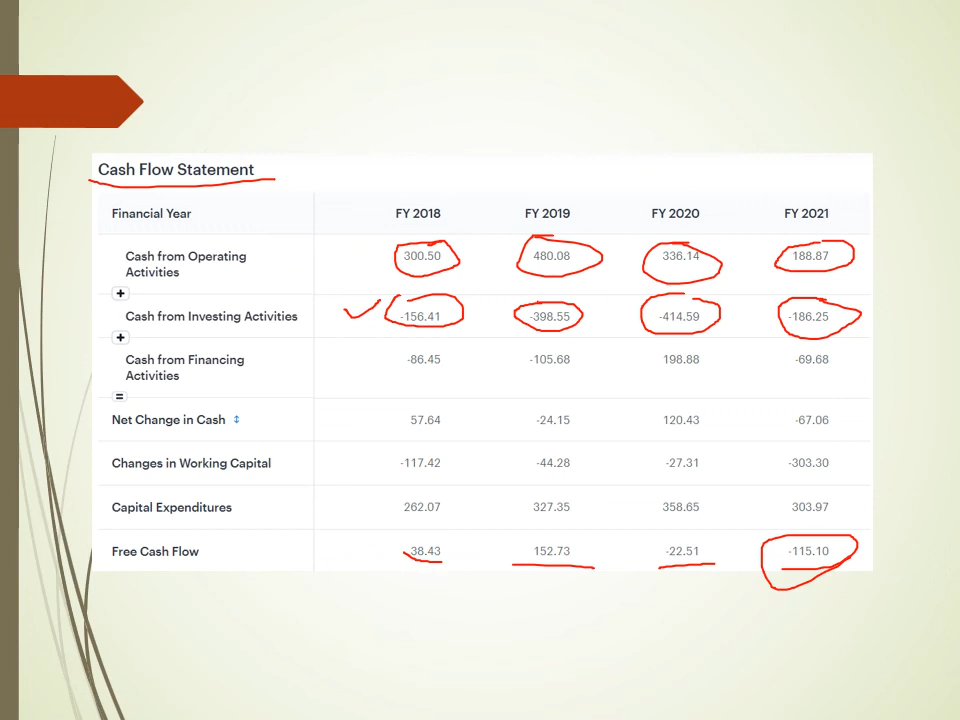 Cash Flow Statement
Financial Year FY 2018 FY 2019 FY 2020 FY 2021
Cash from Operating 300.50 480.08 336.14 188.87
Activities
+
Cash from Investing Activities -156.41 -398.55 -414.59 -186.25
+
Cash from Financing -86.45 -105.68 198.88 -69.68
Activities
=
Net Change in Cash 57.64 -24.15 120.43 -67.06
Changes in Working Capital -117.42 -44.28 -27.31 -303.30
Capital Expenditures 262.07 327.35 358.65 303.97
Free Cash Flow 38.43 152.73 -22.51 -115.10